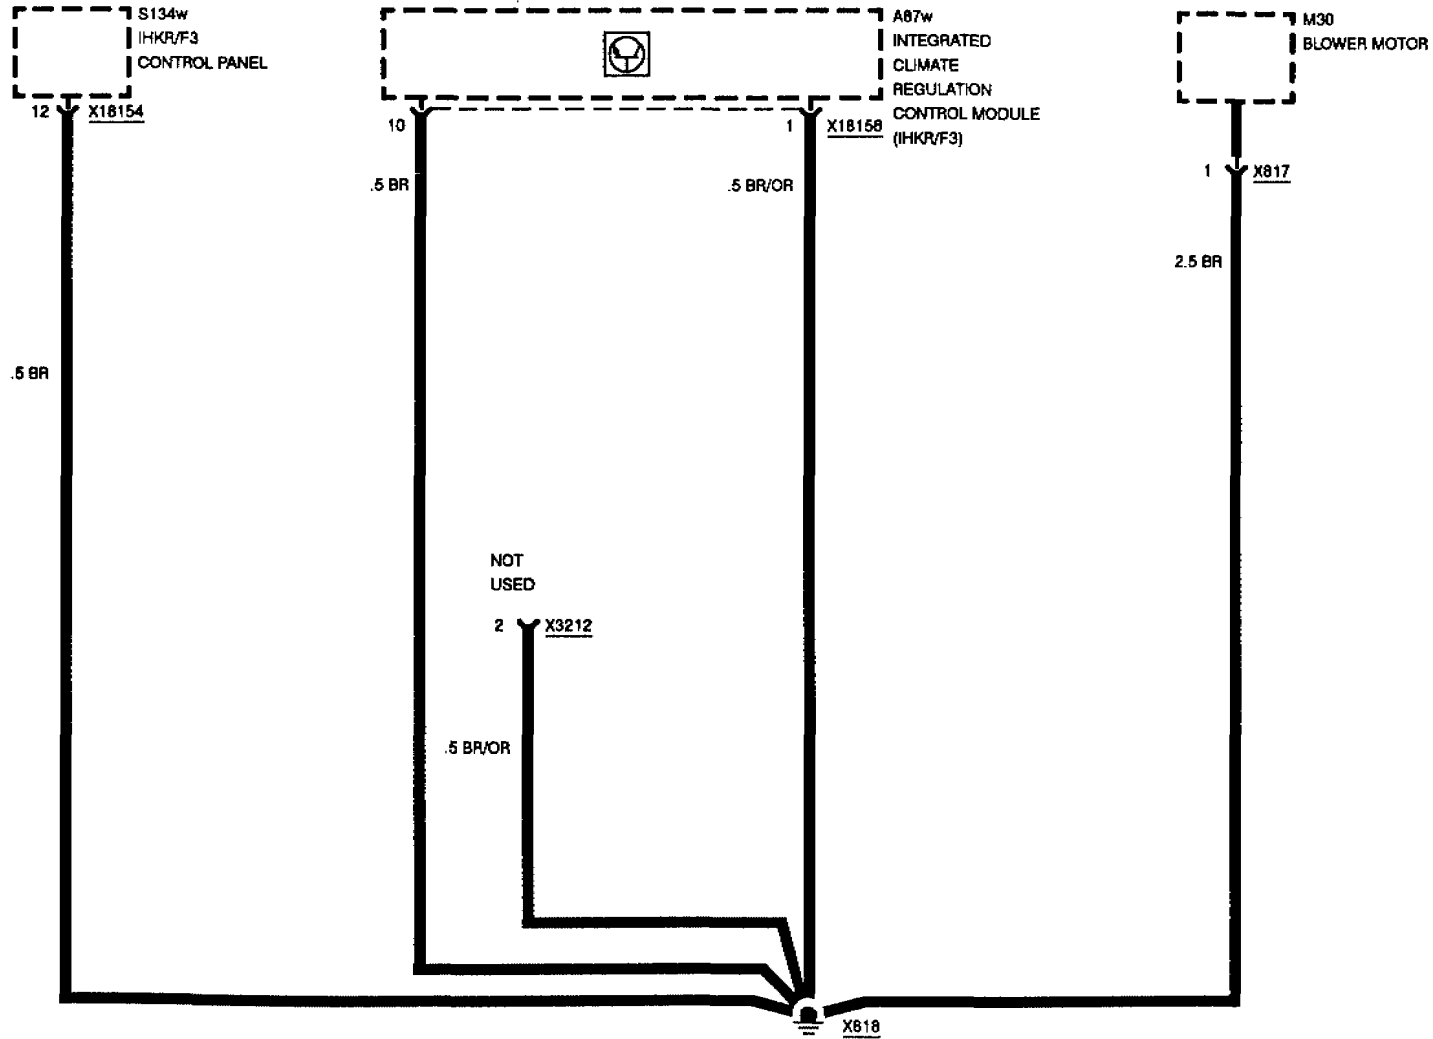 S134w
IHKR/F3
CONTROL PANEL
12
X18154
A87w
INTEGRATED
CLIMATE
REGULATION
CONTROL MODULE
(IHKR/F3)
10
1
X18158
M30
BLOWER MOTOR
1
X817
.5 BR
.5 BR/OR
2.5 BR
.5 BR
NOT
USED
2
X3212
.5 BR/OR
X818